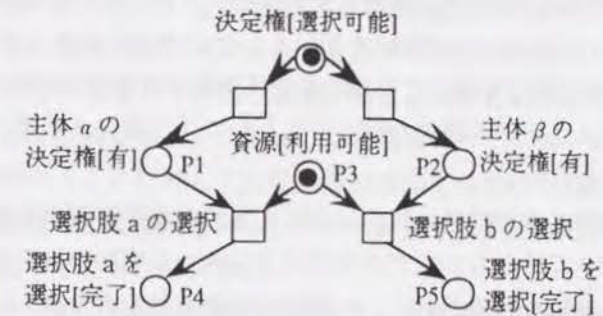 決定権[選択可能]
主体αの
決定権[有]
P1
資源[利用可能]
P3
主体βの
決定権[有]
P2
選択肢aの選択
選択肢bの選択
選択肢aを
選択[完了]
P4
選択肢bを
選択[完了]
P5